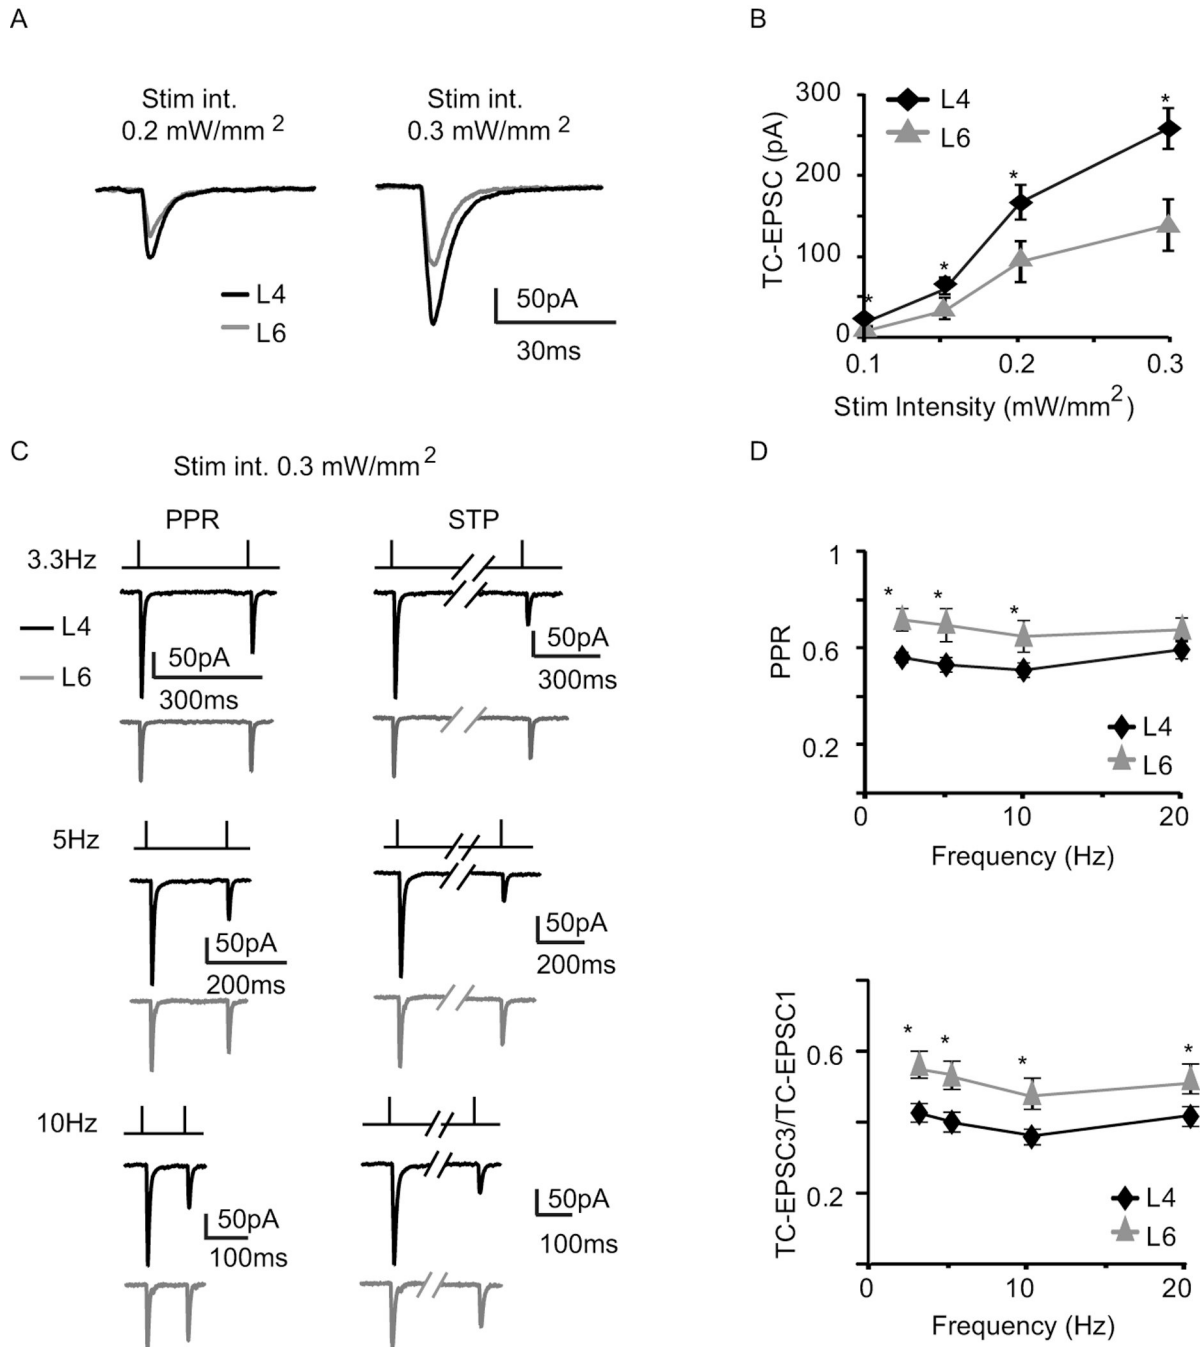 A
Stim int.
0.2 mW/mm 2
Stim int.
0.3 mW/mm 2
L4
L6
50pA
30ms
B
TC-EPSC (pA)
300
200
100
0
L4
L6
*
*
*
*
0.1
0.2
0.3
Stim Intensity (mW/mm2)
C
Stim int. 0.3 mW/mm 2
PPR
STP
3.3Hz
L4
L6
50pA
300ms
50pA
300ms
5Hz
50pA
200ms
50pA
200ms
10Hz
50pA
100ms
50pA
100ms
D
PPR
1
0.6
0.2
*
*
*
L4
L6
0
10
20
Frequency (Hz)
TC-EPSC3/TC-EPSC1
0.6
0.2
*
*
*
*
L4
L6
0
10
20
Frequency (Hz)